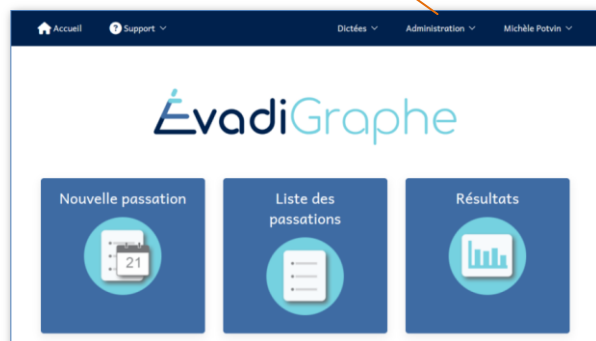 Accueil ? Support Dictées Administration Michèle Potvin
ÉvadiGraphe
Nouvelle passation
21
Liste des
passations
Résultats